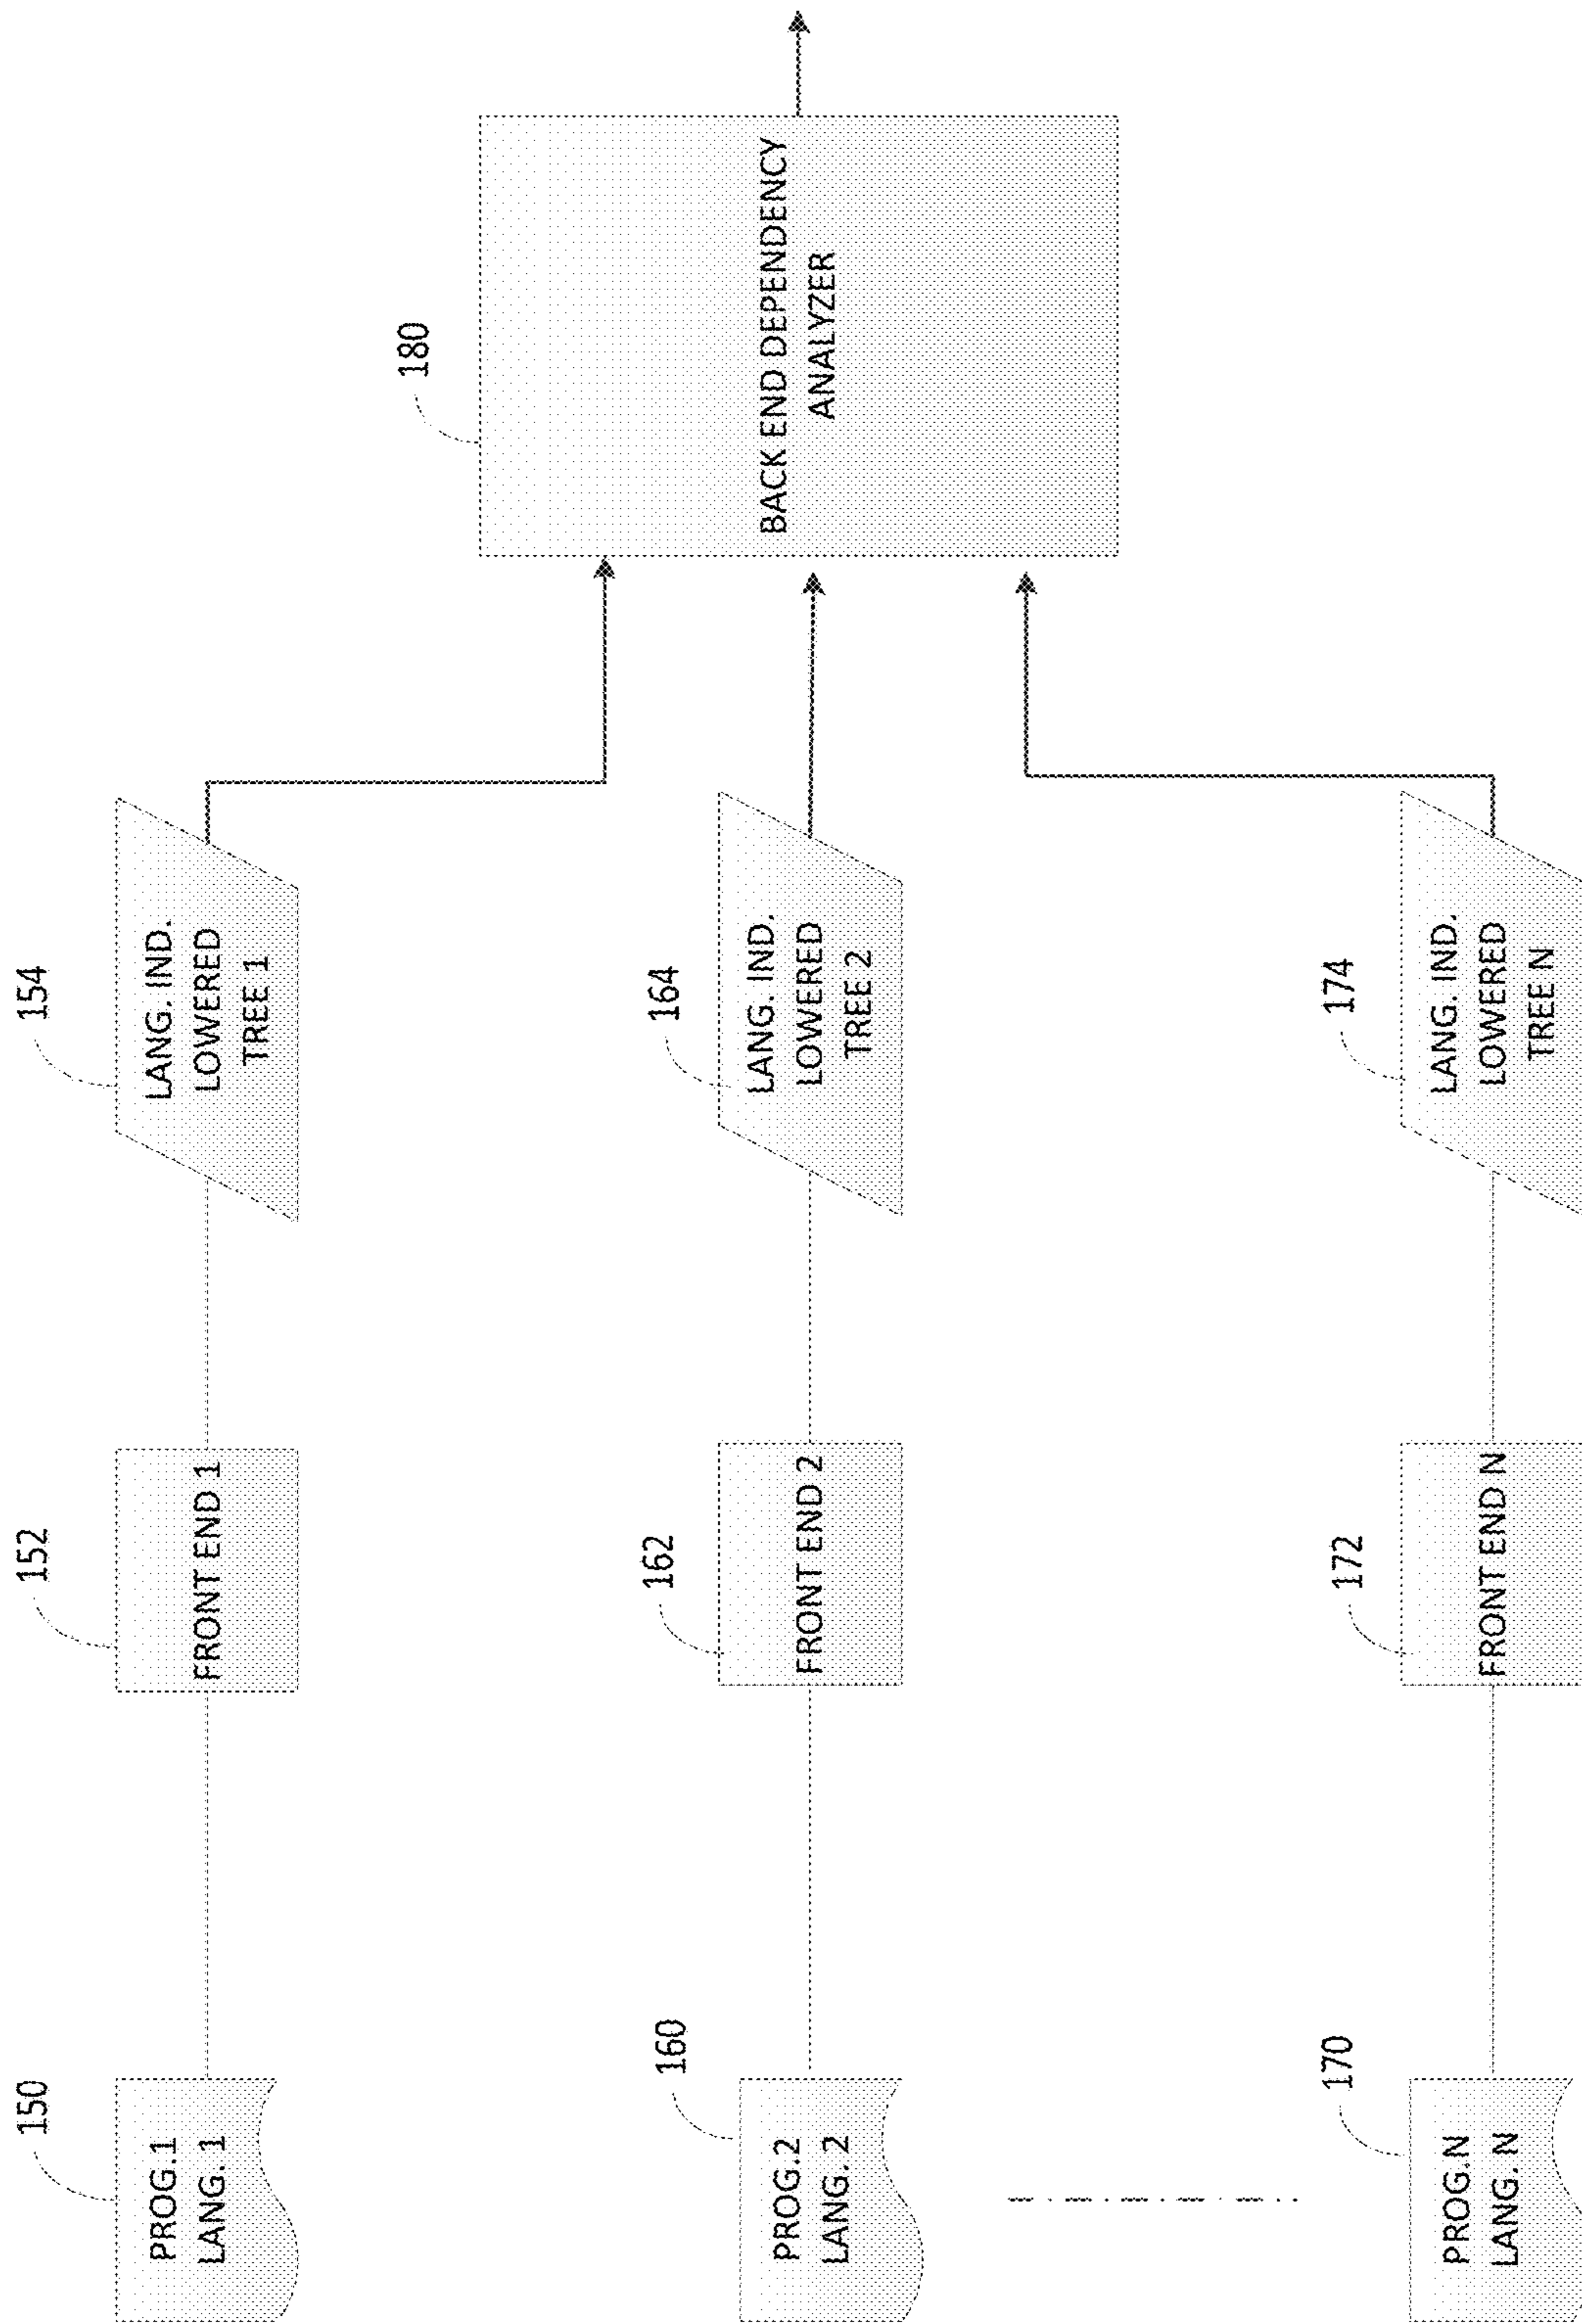 150
PROG.1
LANG. 1
152
FRONT END 1
154
LANG. IND.
LOWERED
TREE 1
160
PROG.2
LANG. 2
162
FRONT END 2
164
LANG. IND.
LOWERED
TREE 2
170
PROG.N
LANG. N
172
FRONT END N
174
LANG. IND.
LOWERED
TREE N
180
BACK END DEPENDENCY
ANALYZER